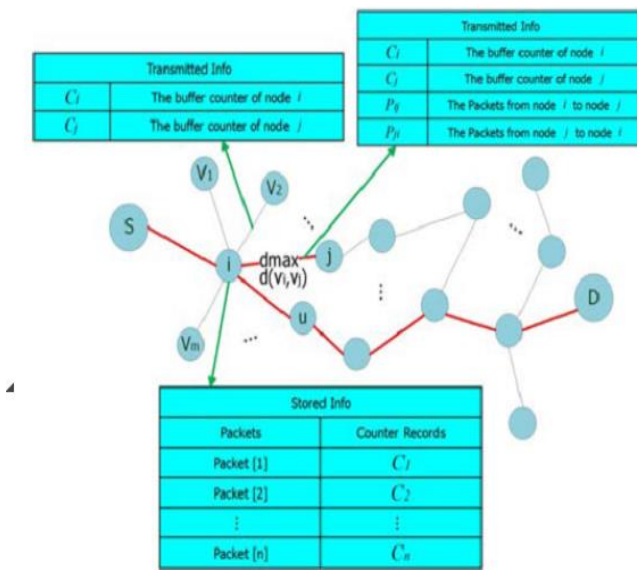 Transmitted Info
Ci The buffer counter of node i
Cj The buffer counter of node j
Transmitted Info
Ci The buffer counter of node i
Cj The buffer counter of node j
Pij The Packets from node i to node j
Pji The Packets from node j to node i
V1
V2
...
...
S
i
dmax
d(vi,vj)
j
...
D
u
Vm
...
...
Stored Info
Packets Counter Records
Packet [1] C1
Packet [2] C2
⋮ ⋮
Packet [n] Cn